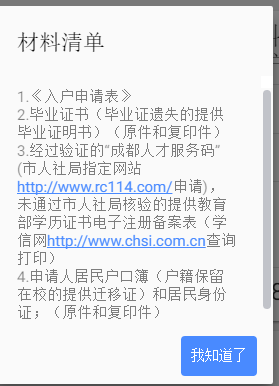 材料清单
1.《入户申请表》
2.毕业证书（毕业证遗失的提供
毕业证明书）（原件和复印件）
3.经过验证的“成都人才服务码”
(市人社局指定网站
http://www.rc114.com/申请)，
未通过市人社局核验的提供教育
部学历证书电子注册备案表（学
信网http://www.chsi.com.cn查询
打印）
4.申请人居民户口簿（户籍保留
在校的提供迁移证）和居民身份
证；（原件和复印件）
我知道了